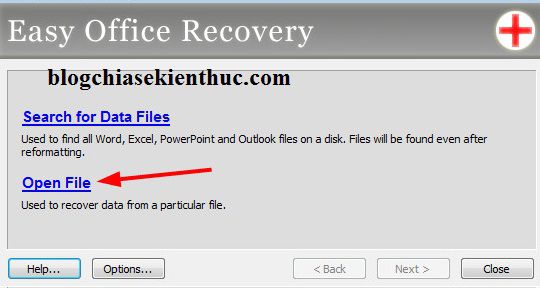 Easy Office Recovery
blogchiasekienthuc.com
Search for Data Files
Used to find all Word, Excel, PowerPoint and Outlook files on a disk. Files will be found even after
reformatting.
Open File
Used to recover data from a particular file.
Help... Options... < Back Next > Close